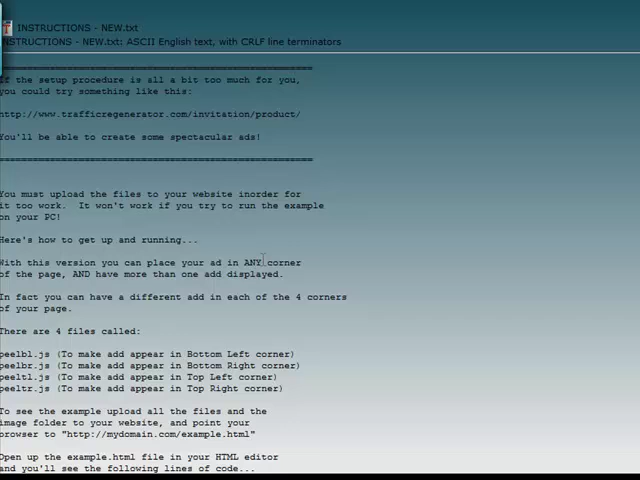 INSTRUCTIONS - NEW.txt
INSTRUCTIONS - NEW.txt: ASCII English text, with CRLF line terminators
======================================================
If the setup procedure is all a bit too much for you,
you could try something like this:
http://www.trafficregenerator.com/invitation/product/
You'll be able to create some spectacular ads!
======================================================
You must upload the files to your website inorder for
it too work.  It won't work if you try to run the example
on your PC!
Here's how to get up and running...
With this version you can place your ad in ANY corner
of the page, AND have more than one add displayed.
In fact you can have a different add in each of the 4 corners
of your page.
There are 4 files called:
peelbl.js (To make add appear in Bottom Left corner)
peelbr.js (To make add appear in Bottom Right corner)
peeltl.js (To make add appear in Top Left corner)
peeltr.js (To make add appear in Top Right corner)
To see the example upload all the files and the
image folder to your website, and point your
browser to "http://mydomain.com/example.html"
Open up the example.html file in your HTML editor
and you'll see the following lines of code...